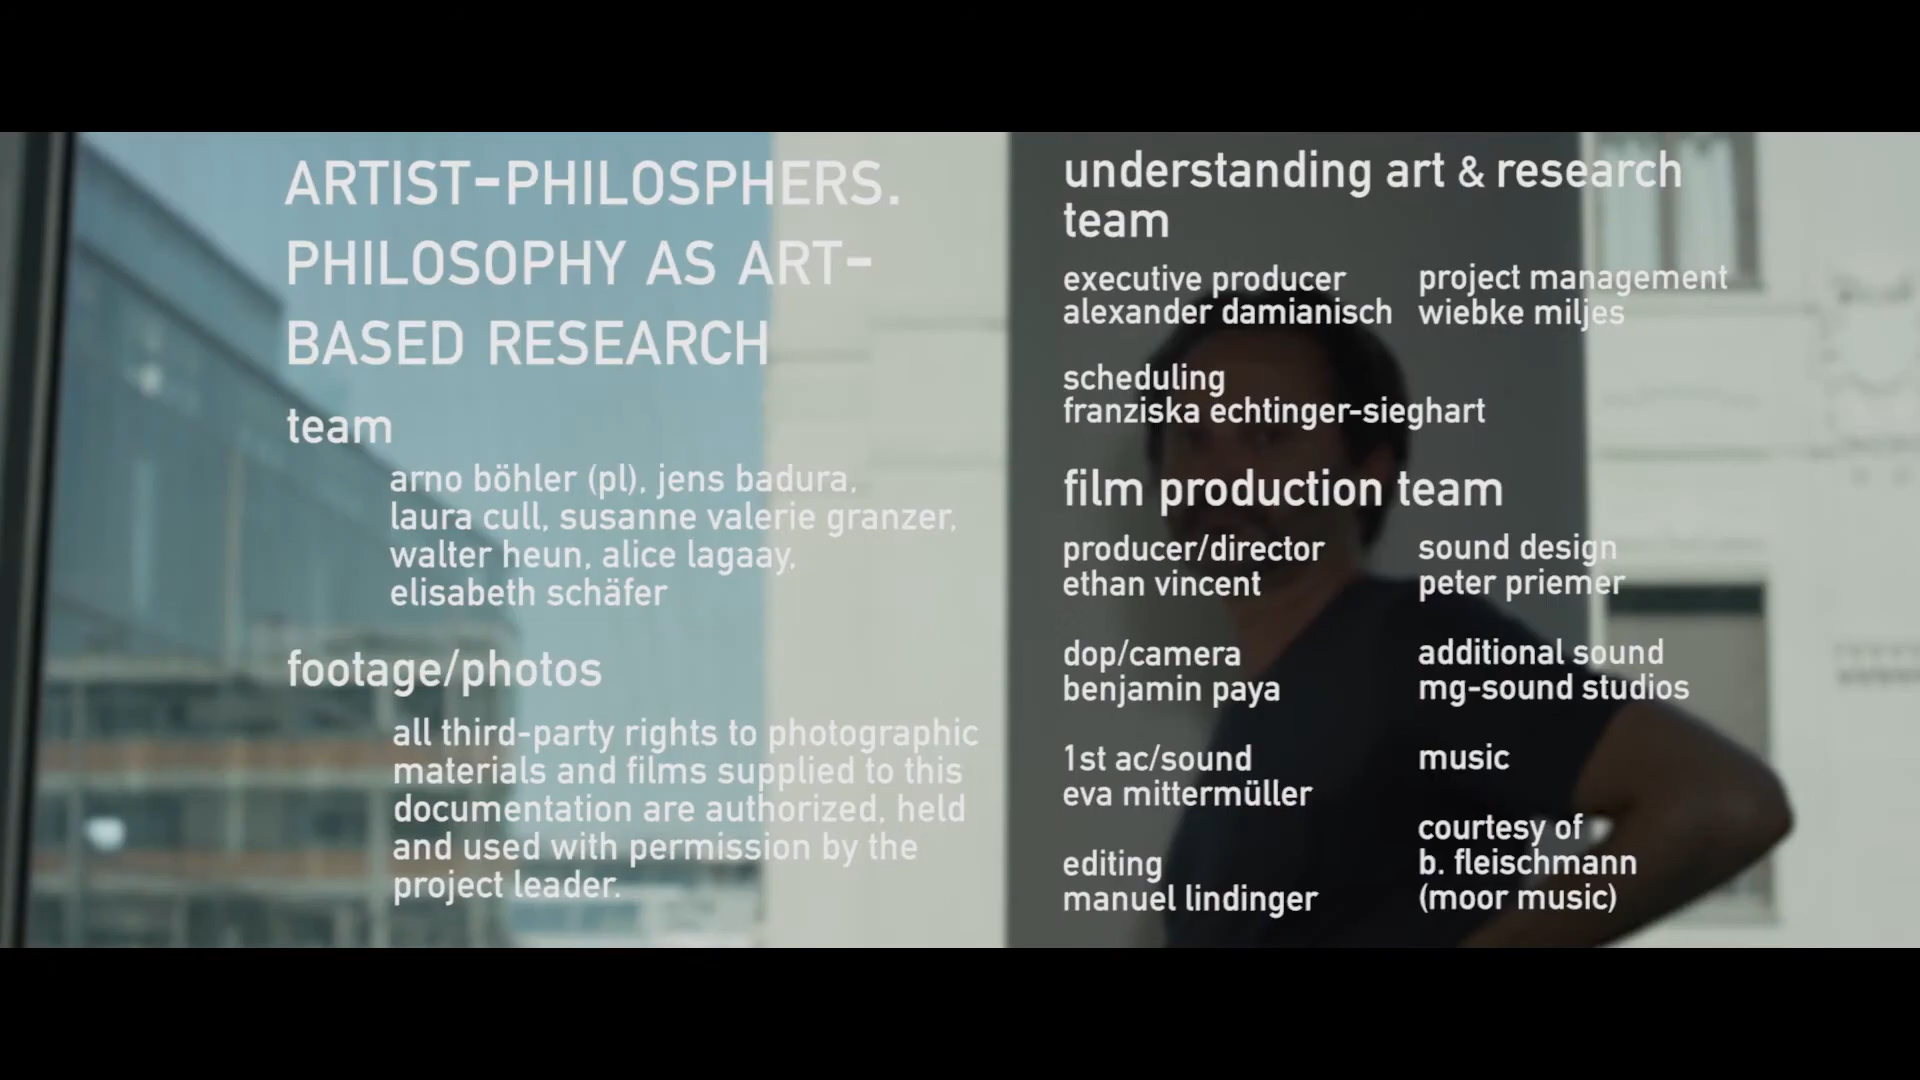 ARTIST-PHILOSPHERS.
PHILOSOPHY AS ART-
BASED RESEARCH
team
arno böhler (pl), jens badura,
laura cull, susanne valerie granzer,
walter heun, alice lagaay,
elisabeth schäfer
footage/photos
all third-party rights to photographic
materials and films supplied to this
documentation are authorized, held
and used with permission by the
project leader.
understanding art & research
team
executive producer
alexander damianisch
project management
wiebke miljes
scheduling
franziska echtinger-sieghart
film production team
producer/director
ethan vincent
dop/camera
benjamin paya
1st ac/sound
eva mittermüller
editing
manuel lindinger
sound design
peter priemer
additional sound
mg-sound studios
music
courtesy of
b. fleischmann
(moor music)